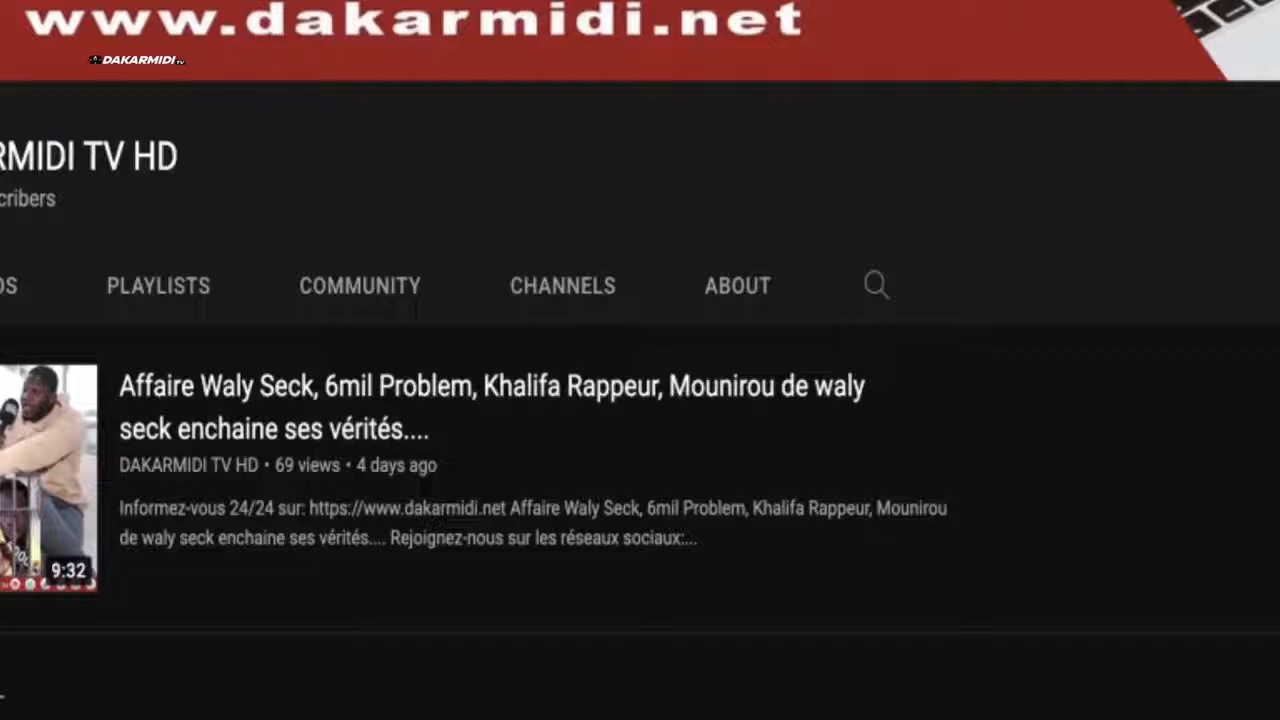 www.dakarmidi.net
DAKARMIDI TV
RMIDI TV HD
cribers
OS
PLAYLISTS
COMMUNITY
CHANNELS
ABOUT
Affaire Waly Seck, 6mil Problem, Khalifa Rappeur, Mounirou de waly
seck enchaine ses vérités....
DAKARMIDI TV HD • 69 views • 4 days ago
Informez-vous 24/24 sur: https://www.dakarmidi.net Affaire Waly Seck, 6mil Problem, Khalifa Rappeur, Mounirou
de waly seck enchaine ses vérités.... Rejoignez-nous sur les réseaux sociaux:...
9:32